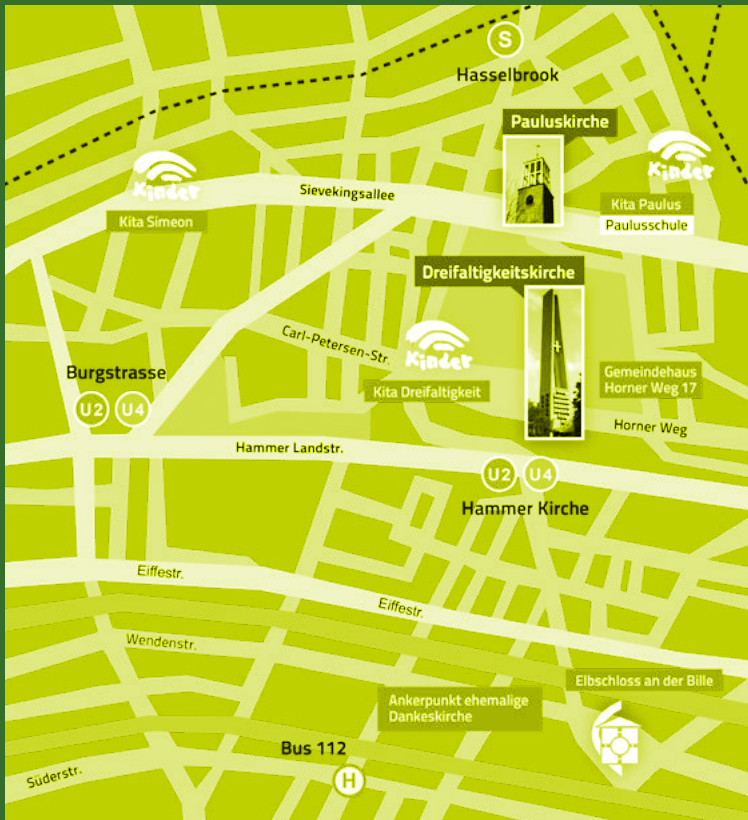 S
Hasselbrook
Pauluskirche
Kinder
Kinder
Sievekingsallee
Kita Simeon
Kita Paulus
Paulusschule
Dreifaltigkeitskirche
Carl-Petersen-Str.
Kinder
Burgstrasse
U2 U4
Kita Dreifaltigkeit
Gemeindehaus
Horner Weg 17
Horner Weg
Hammer Landstr.
U2 U4
Hammer Kirche
Eiffestr.
Eiffestr.
Wendenstr.
Elbschloss an der Bille
Ankerpunkt ehemalige
Dankeskirche
Bus 112
H
Süderstr.